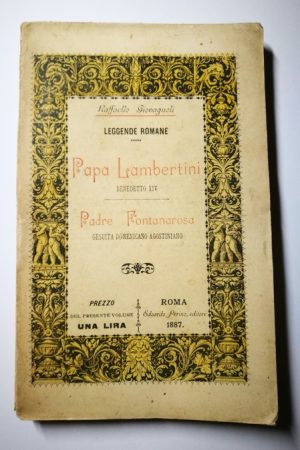 Raffaello Giovagnoli
LEGGENDE ROMANE
Papa Lambertini
BENEDETTO XIV
Padre Fontanarosa
GESUITA DOMENICANO AGOSTINIANO
PREZZO
DEL PRESENTE VOLUME
UNA LIRA
ROMA
Edoardo Perino, editore
1887.